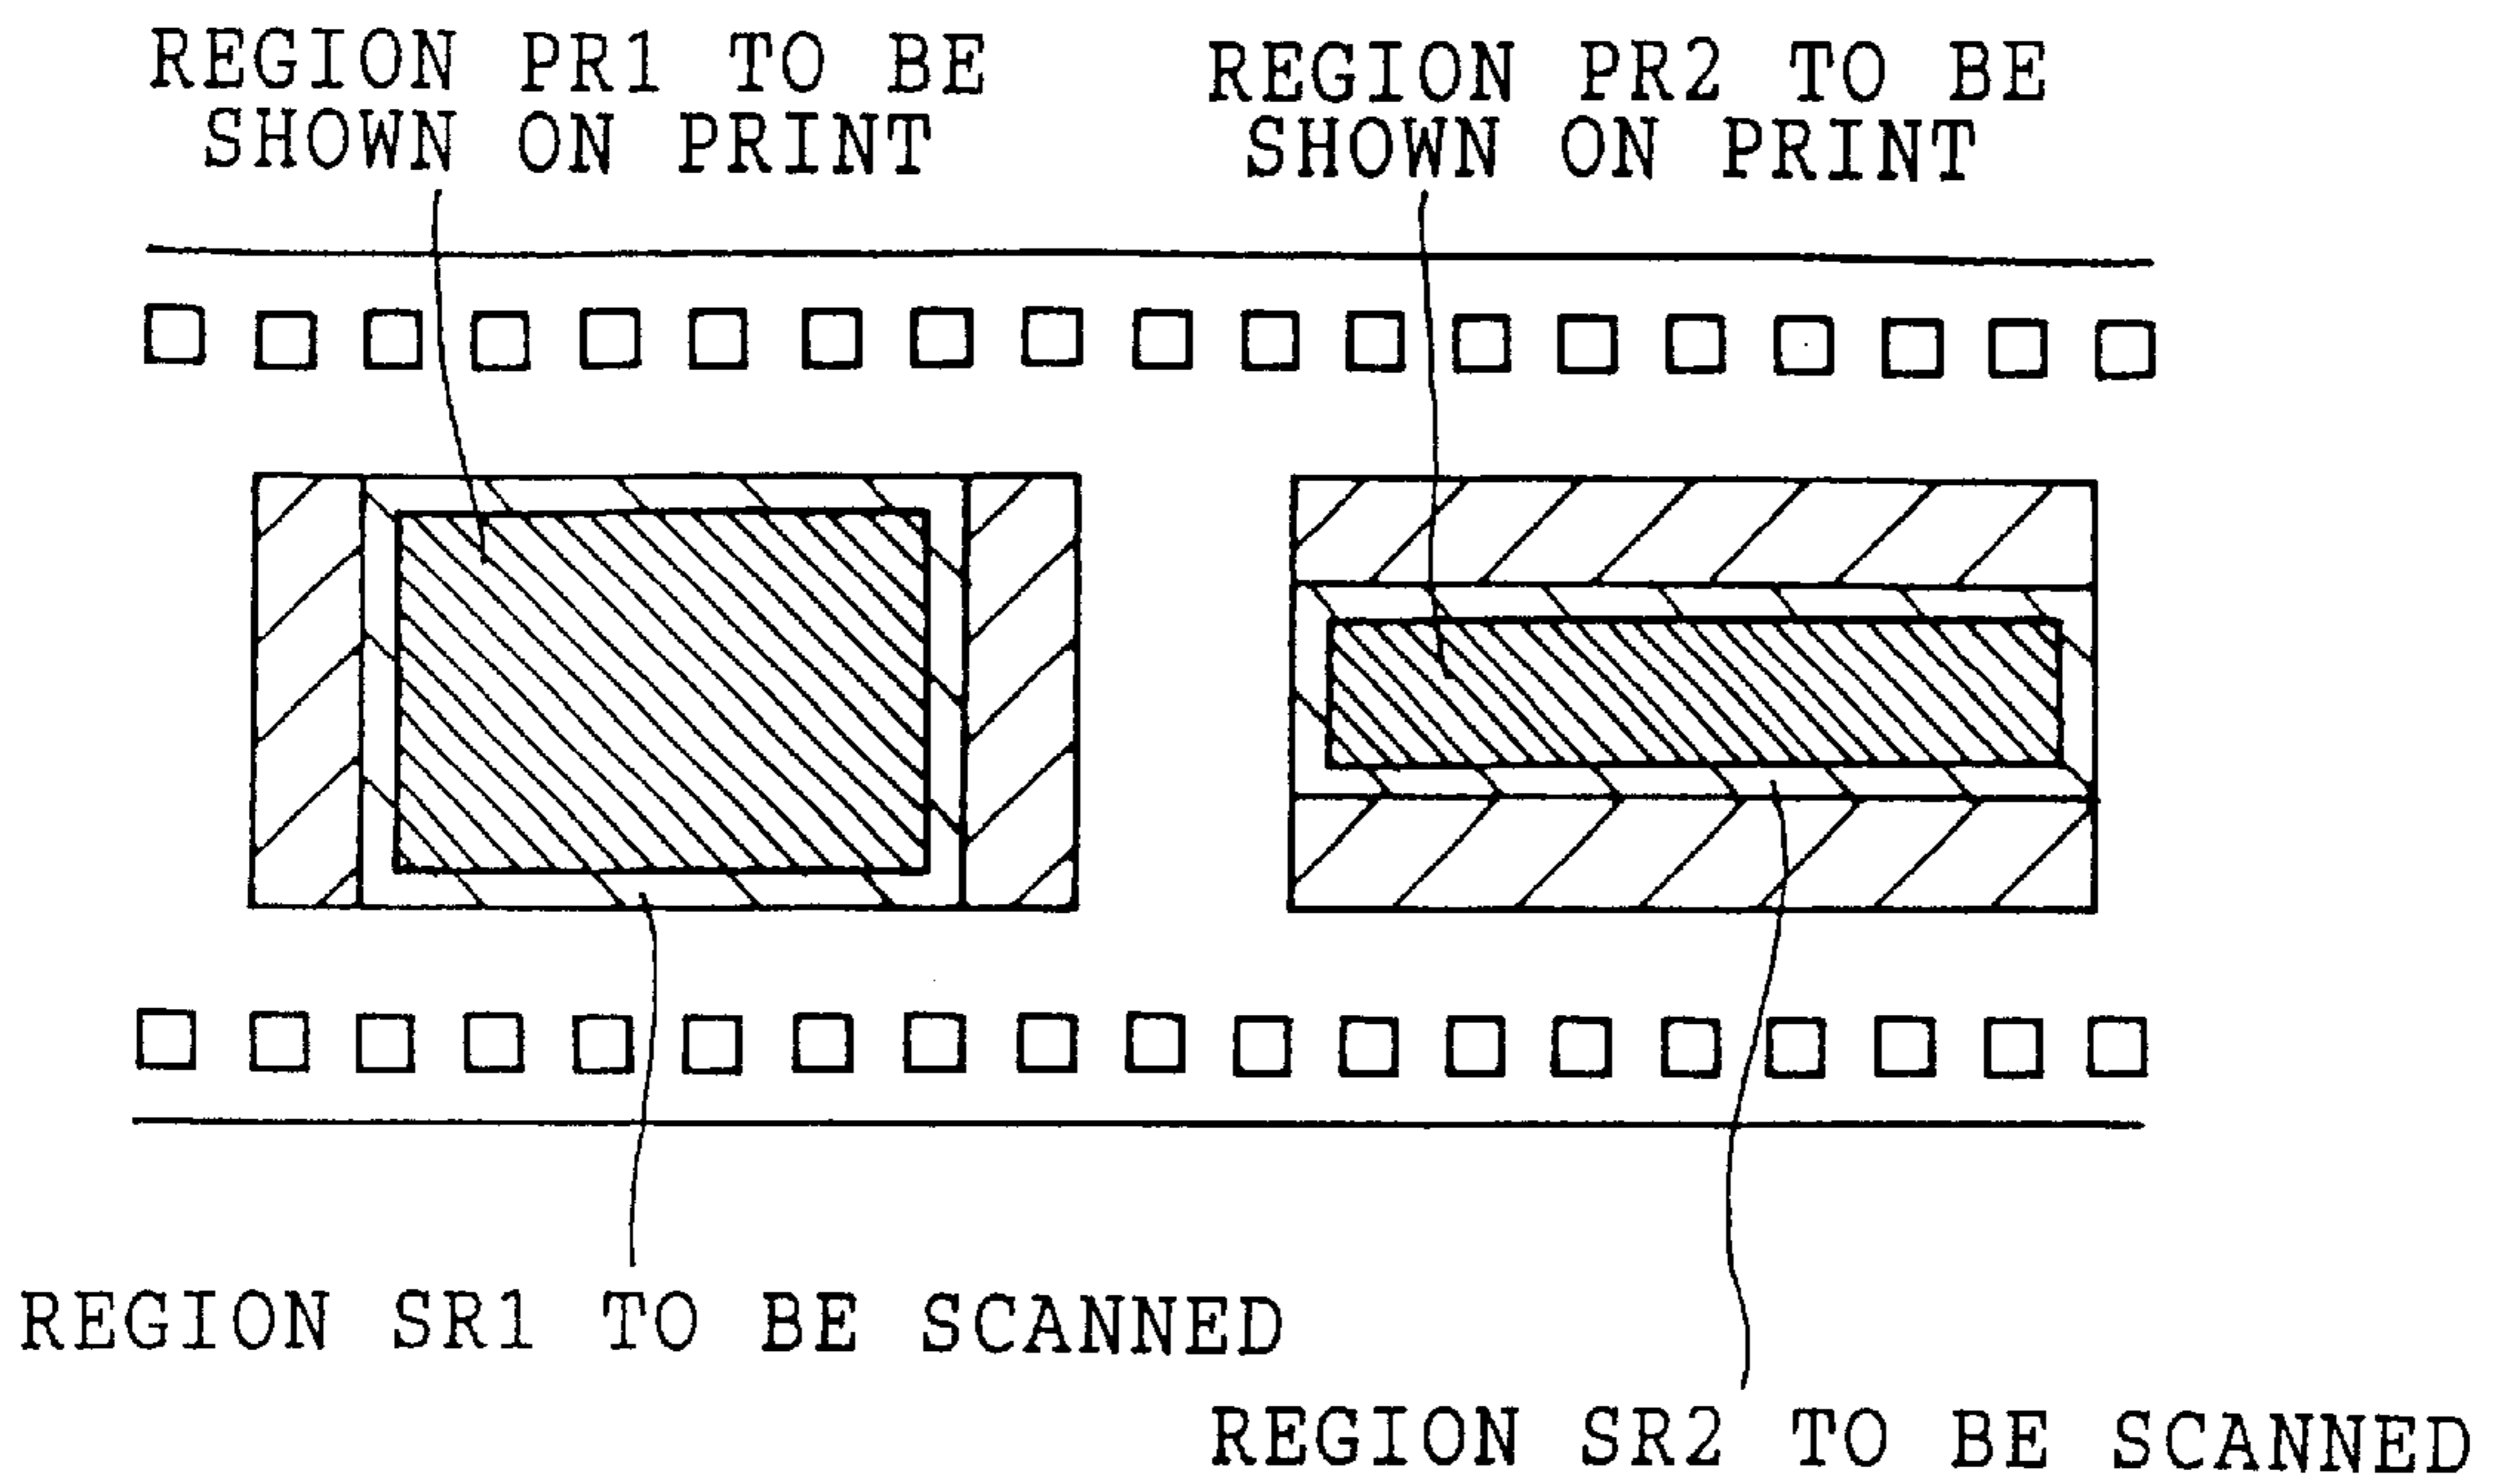 REGION PR1 TO BE
SHOWN ON PRINT
REGION PR2 TO BE
SHOWN ON PRINT
REGION SR1 TO BE SCANNED
REGION SR2 TO BE SCANNED